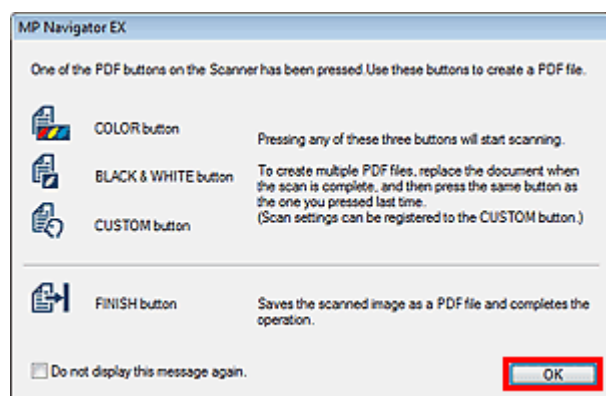 MP Navigator EX
One of the PDF buttons on the Scanner has been pressed.Use these buttons to create a PDF file.
COLOR button
Pressing any of these three buttons will start scanning.
BLACK & WHITE button
To create multiple PDF files, replace the document when
the scan is complete, and then press the same button as
the one you pressed last time.
(Scan settings can be registered to the CUSTOM button.)
CUSTOM button
FINISH button
Saves the scanned image as a PDF file and completes the
operation.
Do not display this message again.
OK